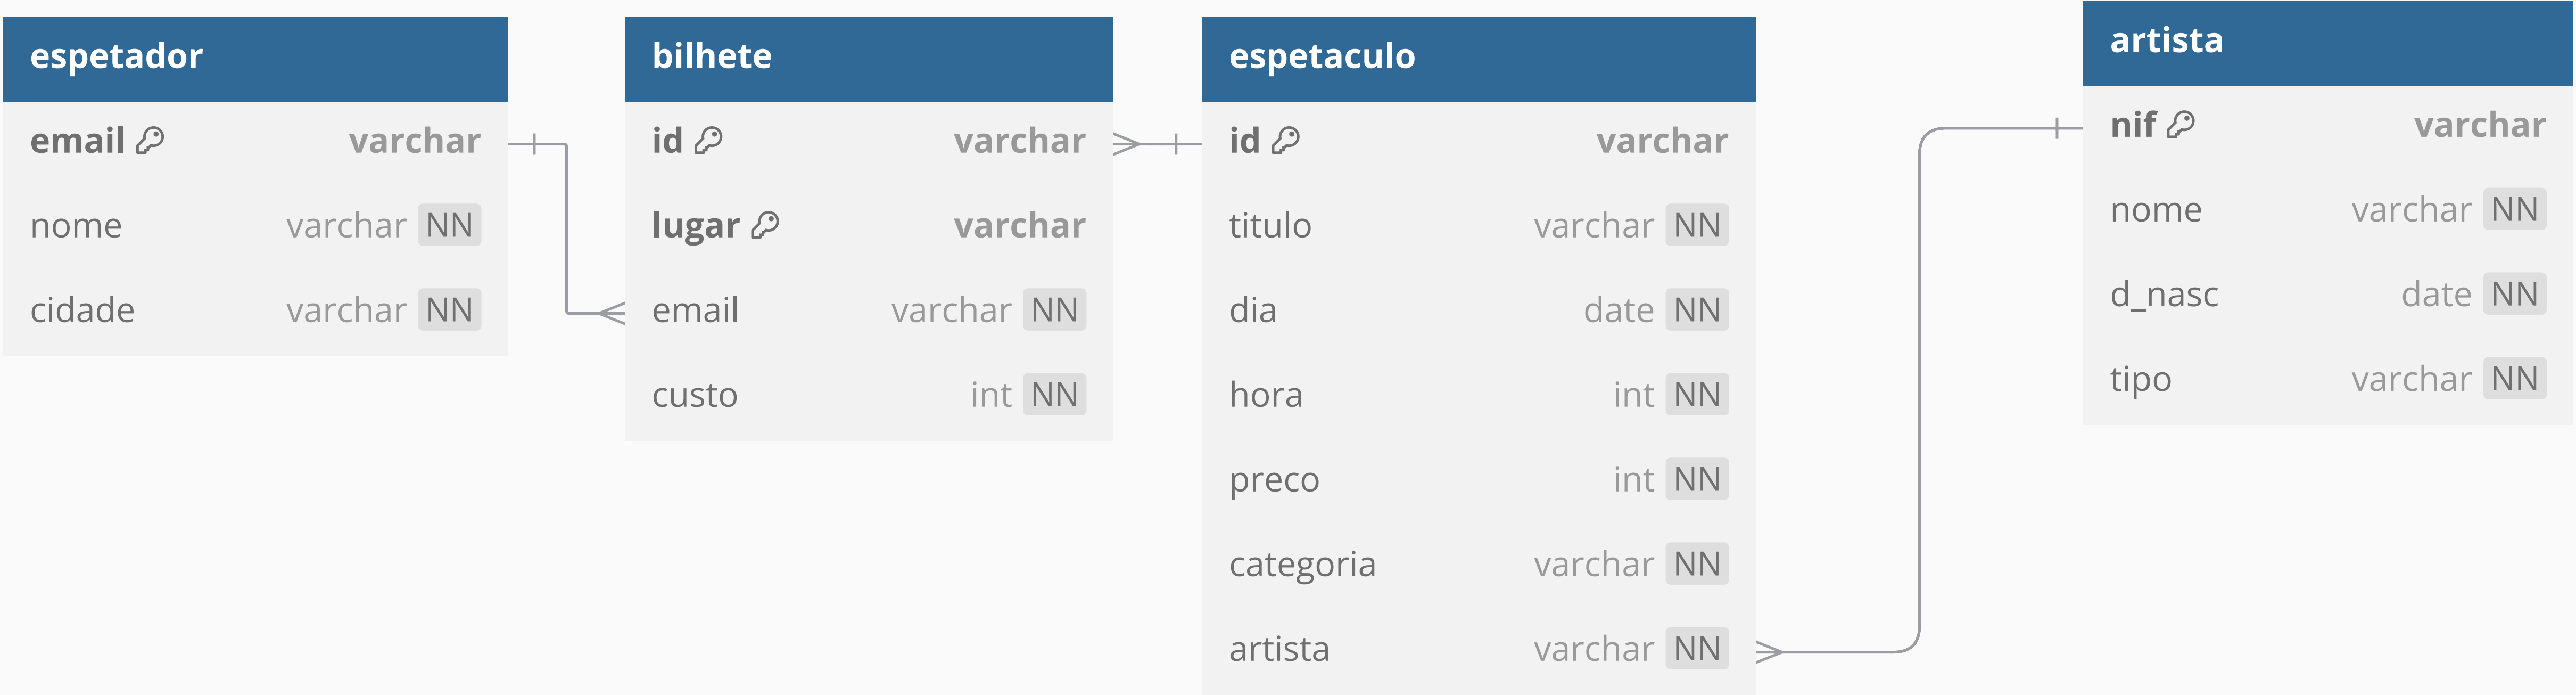 espetador
email varchar
nome varchar NN
cidade varchar NN
bilhete
id varchar
lugar varchar
email varchar NN
custo int NN
espetaculo
id varchar
titulo varchar NN
dia date NN
hora int NN
preco int NN
categoria varchar NN
artista varchar NN
artista
nif varchar
nome varchar NN
d_nasc date NN
tipo varchar NN